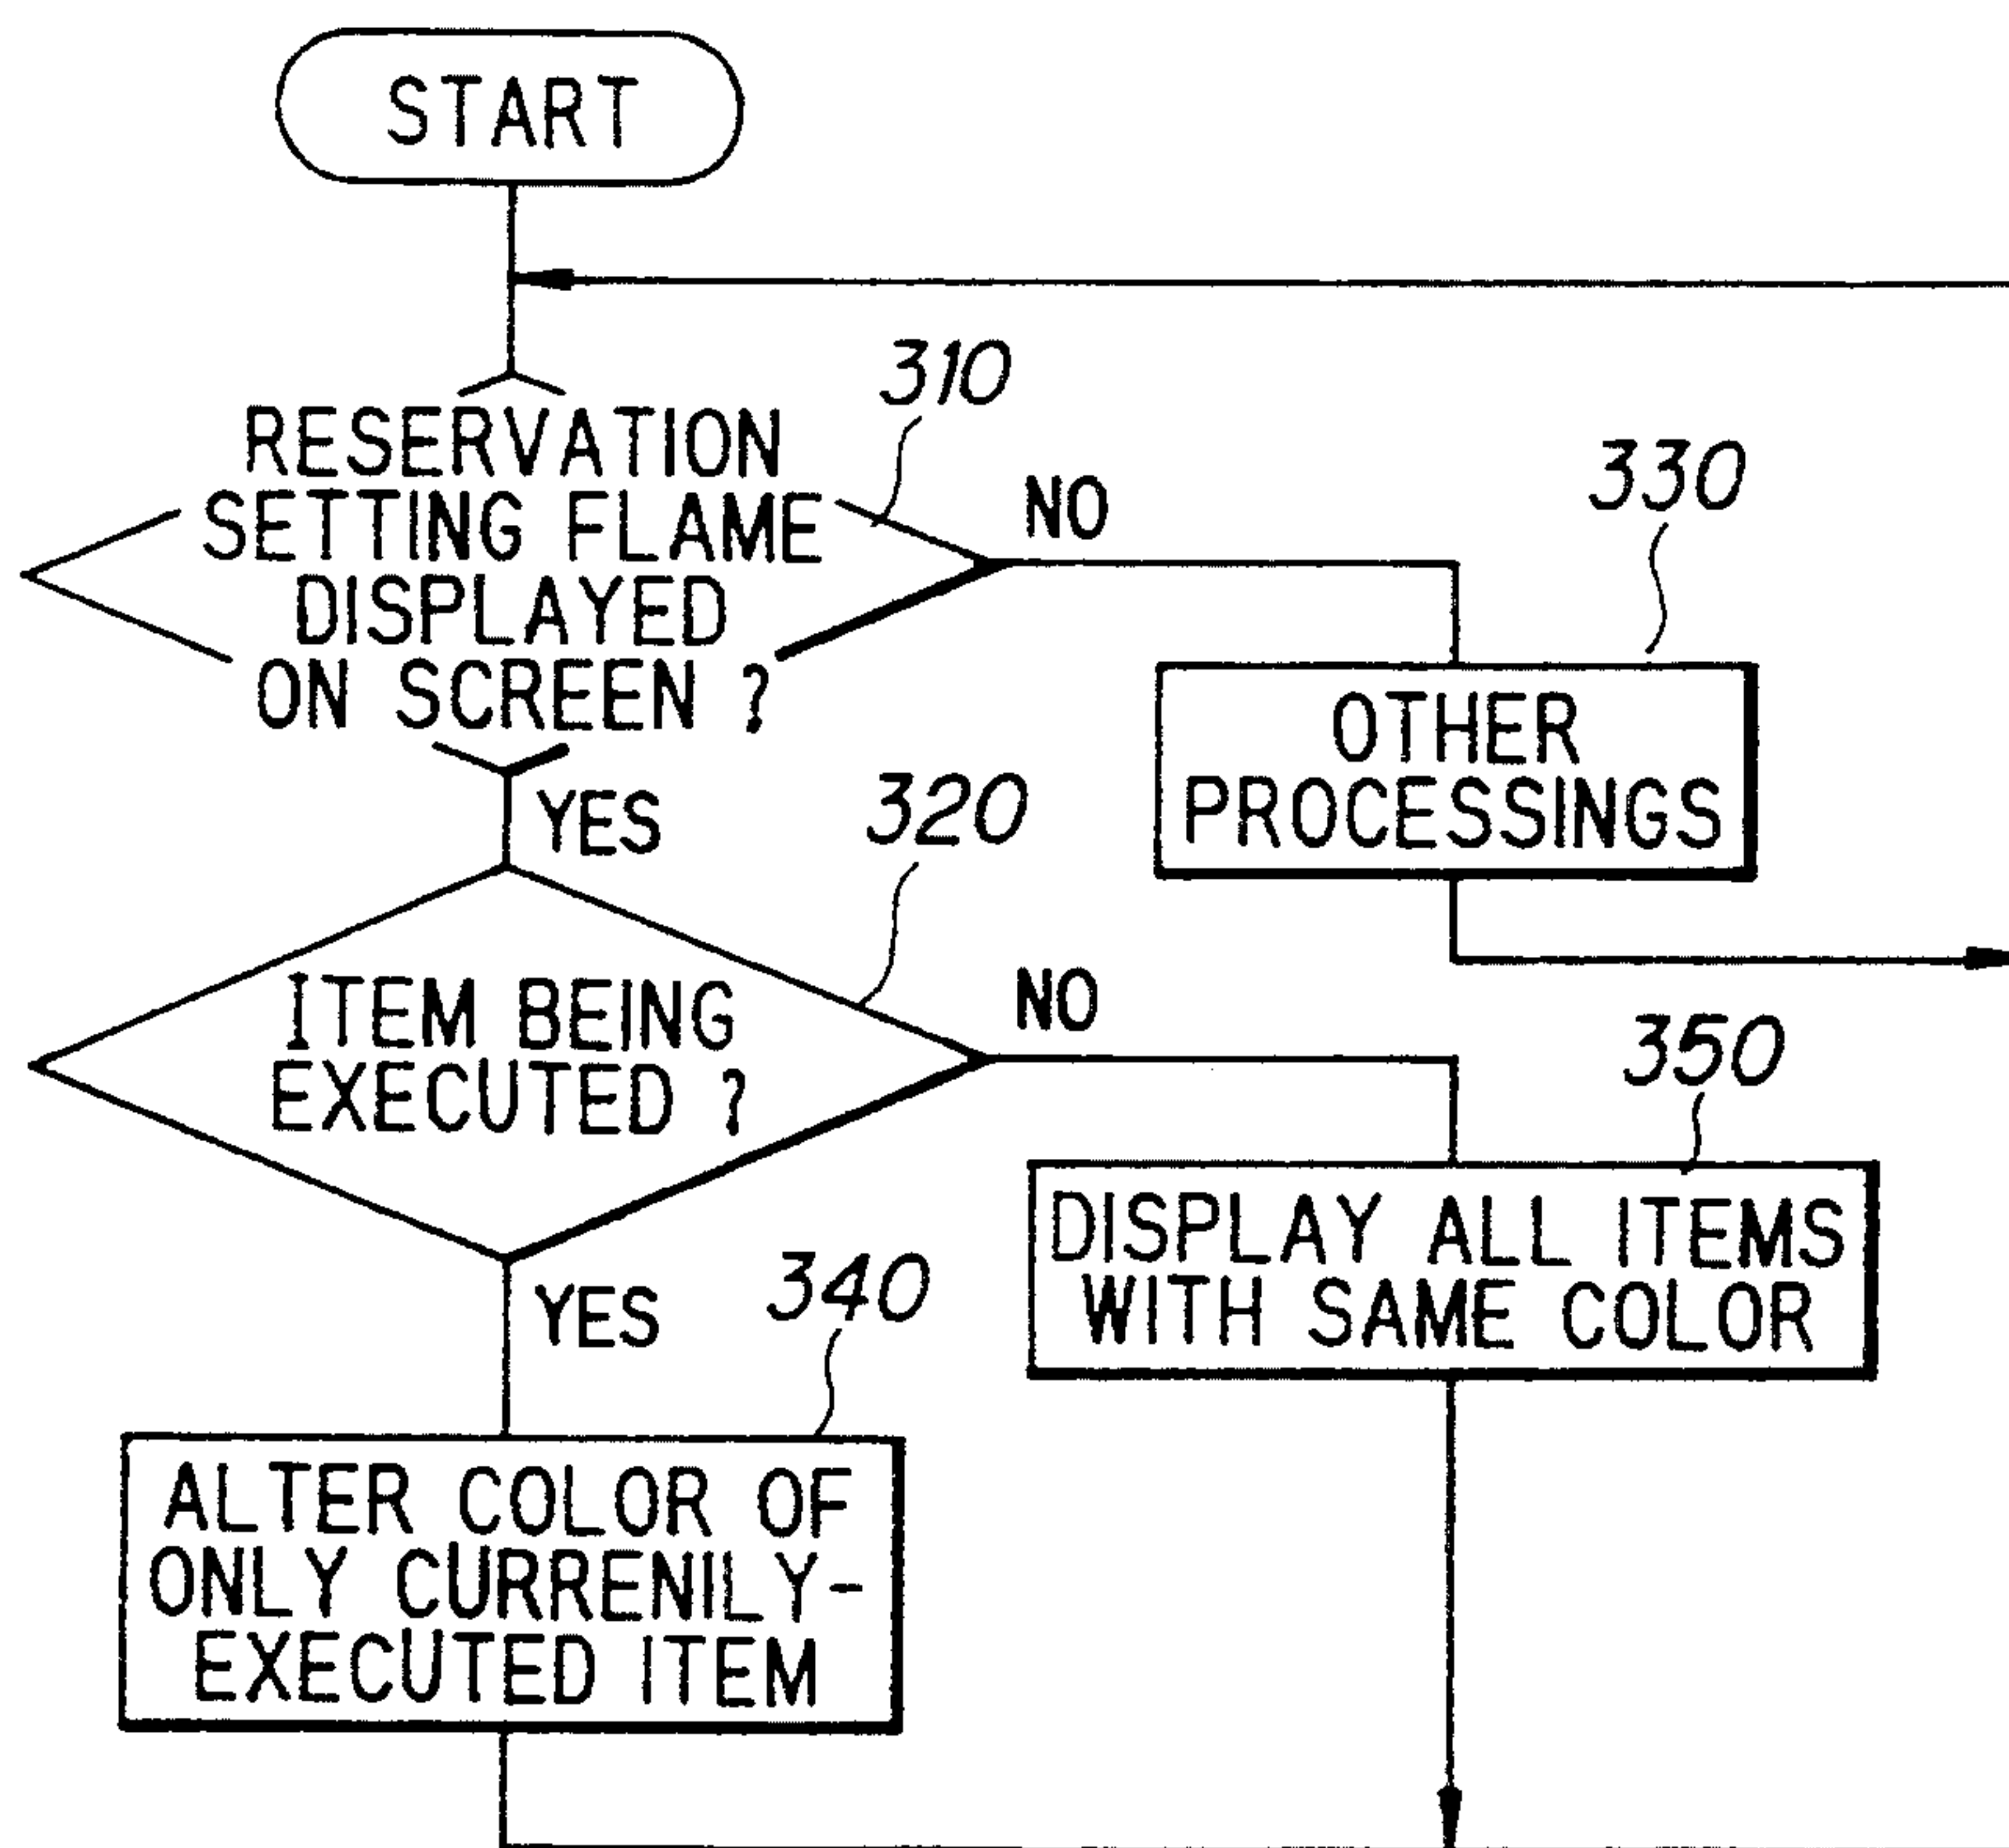 START
310
RESERVATION
SETTING FLAME
DISPLAYED
ON SCREEN ?
NO
330
OTHER
PROCESSINGS
YES
320
ITEM BEING
EXECUTED ?
NO
350
DISPLAY ALL ITEMS
WITH SAME COLOR
YES
340
ALTER COLOR OF
ONLY CURRENILY-
EXECUTED ITEM